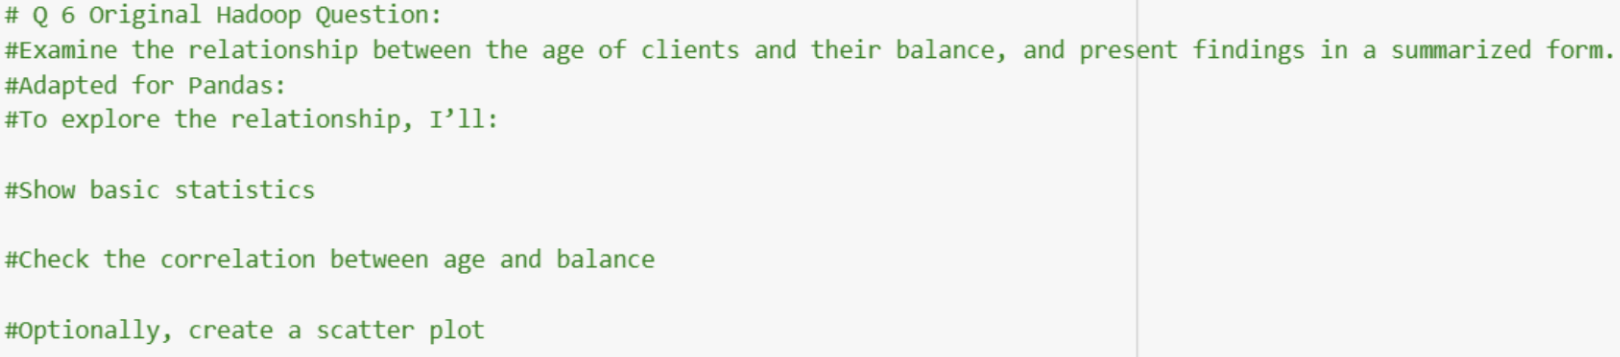 # Q 6 Original Hadoop Question:
#Examine the relationship between the age of clients and their balance, and present findings in a summarized form.
#Adapted for Pandas:
#To explore the relationship, I’ll:
#Show basic statistics
#Check the correlation between age and balance
#Optionally, create a scatter plot